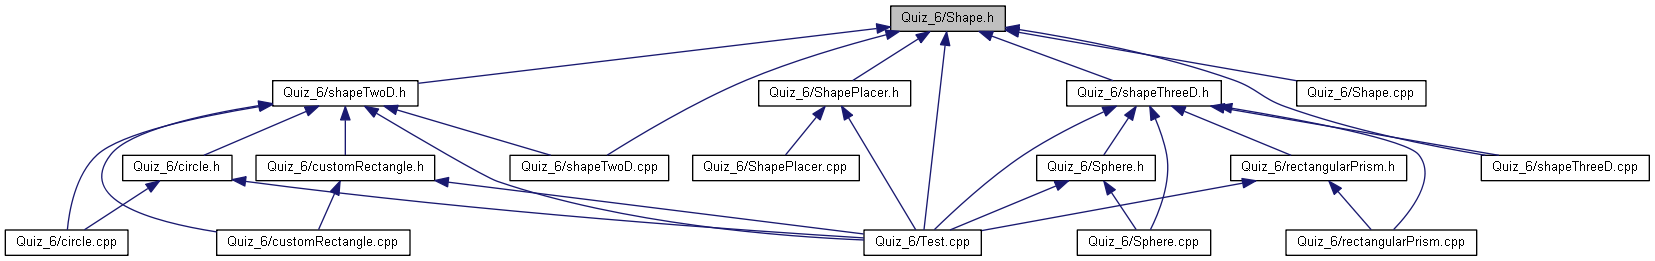 Quiz_6/Shape.h
Quiz_6/shapeTwoD.h
Quiz_6/ShapePlacer.h
Quiz_6/shapeThreeD.h
Quiz_6/Shape.cpp
Quiz_6/circle.h
Quiz_6/customRectangle.h
Quiz_6/shapeTwoD.cpp
Quiz_6/ShapePlacer.cpp
Quiz_6/Sphere.h
Quiz_6/rectangularPrism.h
Quiz_6/shapeThreeD.cpp
Quiz_6/circle.cpp
Quiz_6/customRectangle.cpp
Quiz_6/Test.cpp
Quiz_6/Sphere.cpp
Quiz_6/rectangularPrism.cpp